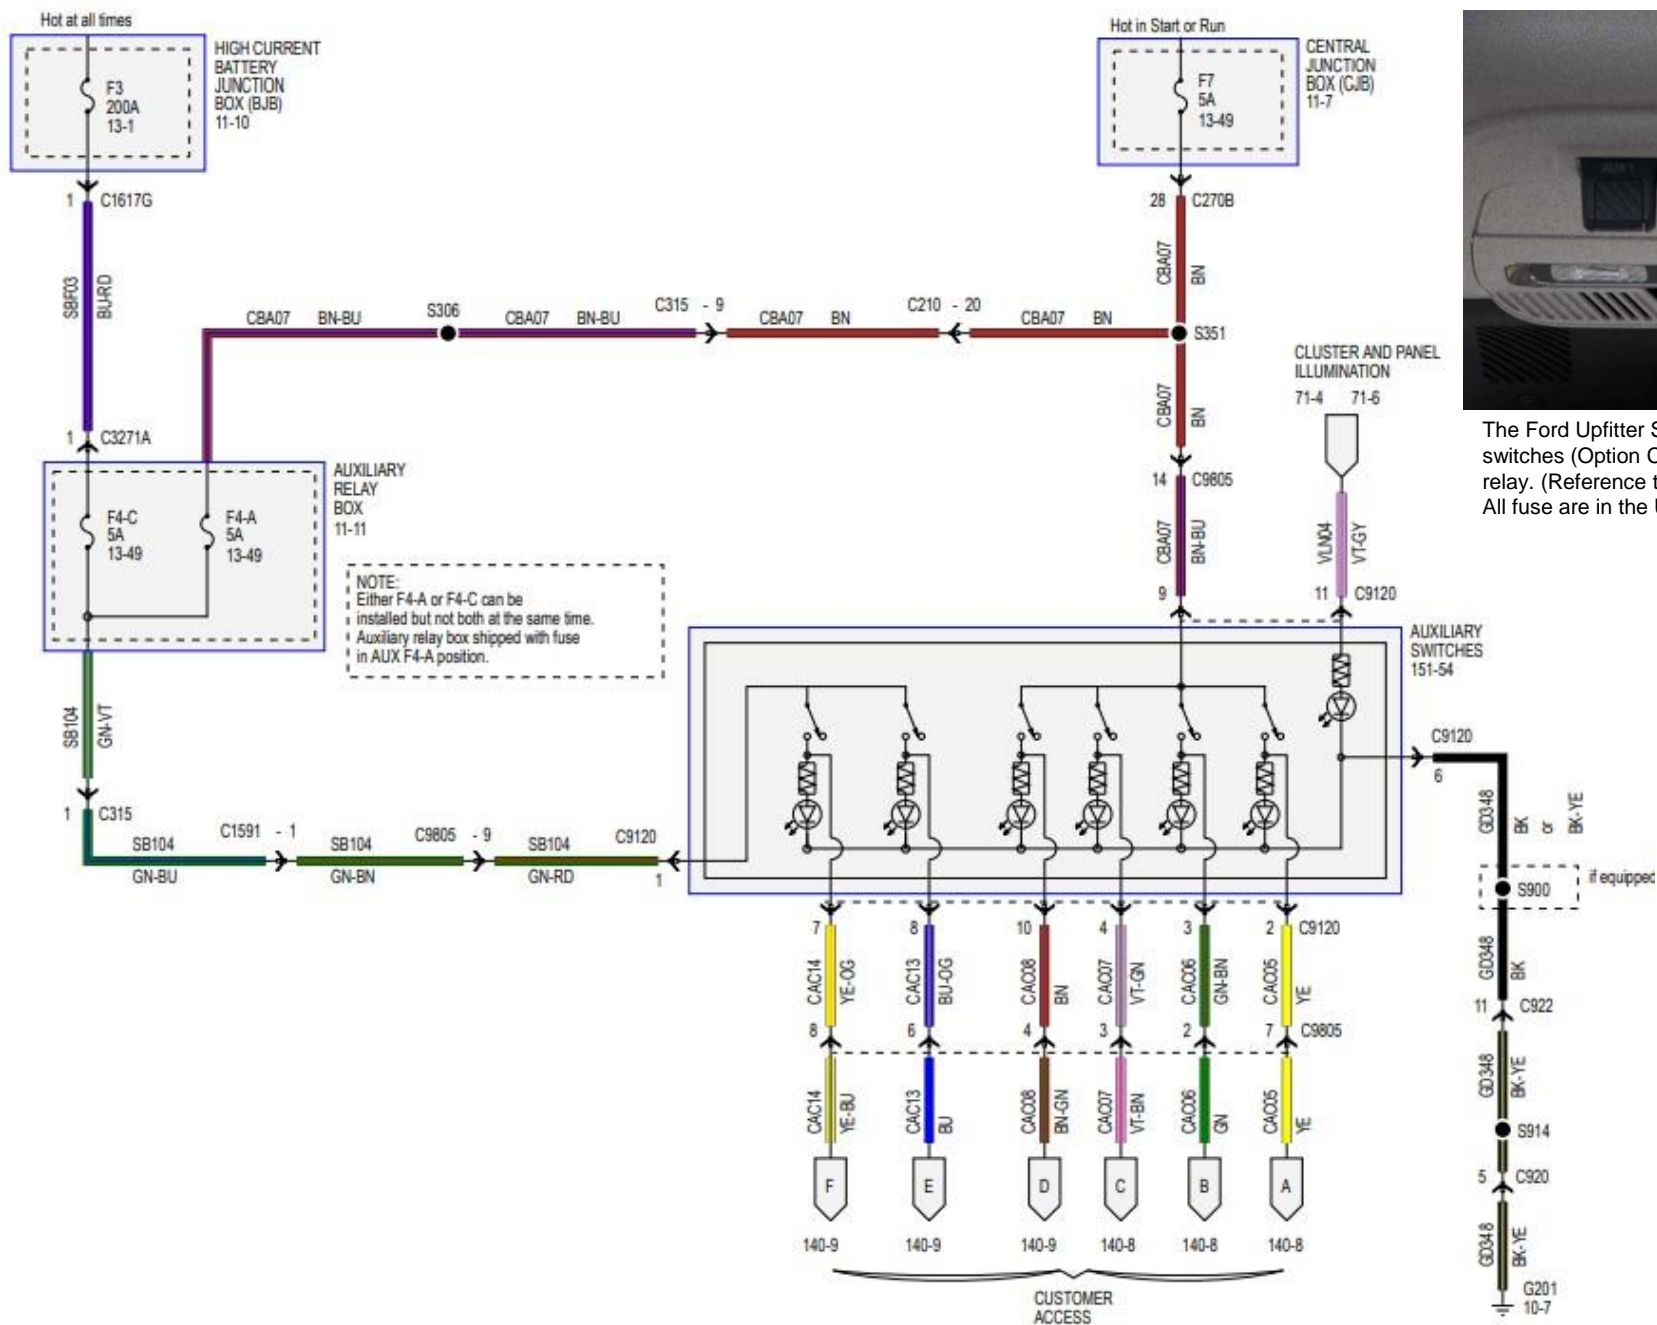 Hot at all times
HIGH CURRENT
BATTERY
JUNCTION
BOX (BJB)
11-10
F3
200A
13-1
1 C1617G
SBF03
BU-RD
1 C3271A
Hot in Start or Run
CENTRAL
JUNCTION
BOX (CJB)
11-7
F7
5A
13-49
28 C270B
CBA07
BN
CBA07 BN-BU
S306
CBA07 BN-BU
C315 - 9
CBA07 BN
C210 - 20
CBA07 BN
S351
CBA07
BN
14 C9805
CBA07
BN-BU
9
CLUSTER AND PANEL
ILLUMINATION
71-4 71-6
VLN04
VT-GY
11 C9120
The Ford Upfitter S
switches (Option C
relay. (Reference t
All fuse are in the U
AUXILIARY
RELAY
BOX
11-11
F4-C
5A
13-49
F4-A
5A
13-49
NOTE:
Either F4-A or F4-C can be
installed but not both at the same time.
Auxiliary relay box shipped with fuse
in AUX F4-A position.
SB104
GN-VT
1 C315
SB104
GN-BU
C1591 - 1
SB104
GN-BN
C9805 - 9
SB104
GN-RD
C9120
1
AUXILIARY
SWITCHES
151-54
C9120
6
GD348
BK
or
BK-YE
S900
if equipped
GD348
BK
11 C922
GD348
BK-YE
S914
5 C920
GD348
BK-YE
G201
10-7
7 8 10 4 3 2 C9120
CAC14
YE-OG
CAC13
BU-OG
CAC08
BN
CAC07
VT-GN
CAC06
GN-BN
CAC05
YE
8 6 4 3 2 7 C9805
CAC14
YE-BU
CAC13
BU
CAC08
BN-GN
CAC07
VT-BN
CAC06
GN
CAC05
YE
F E D C B A
140-9 140-9 140-9 140-8 140-8 140-8
CUSTOMER
ACCESS